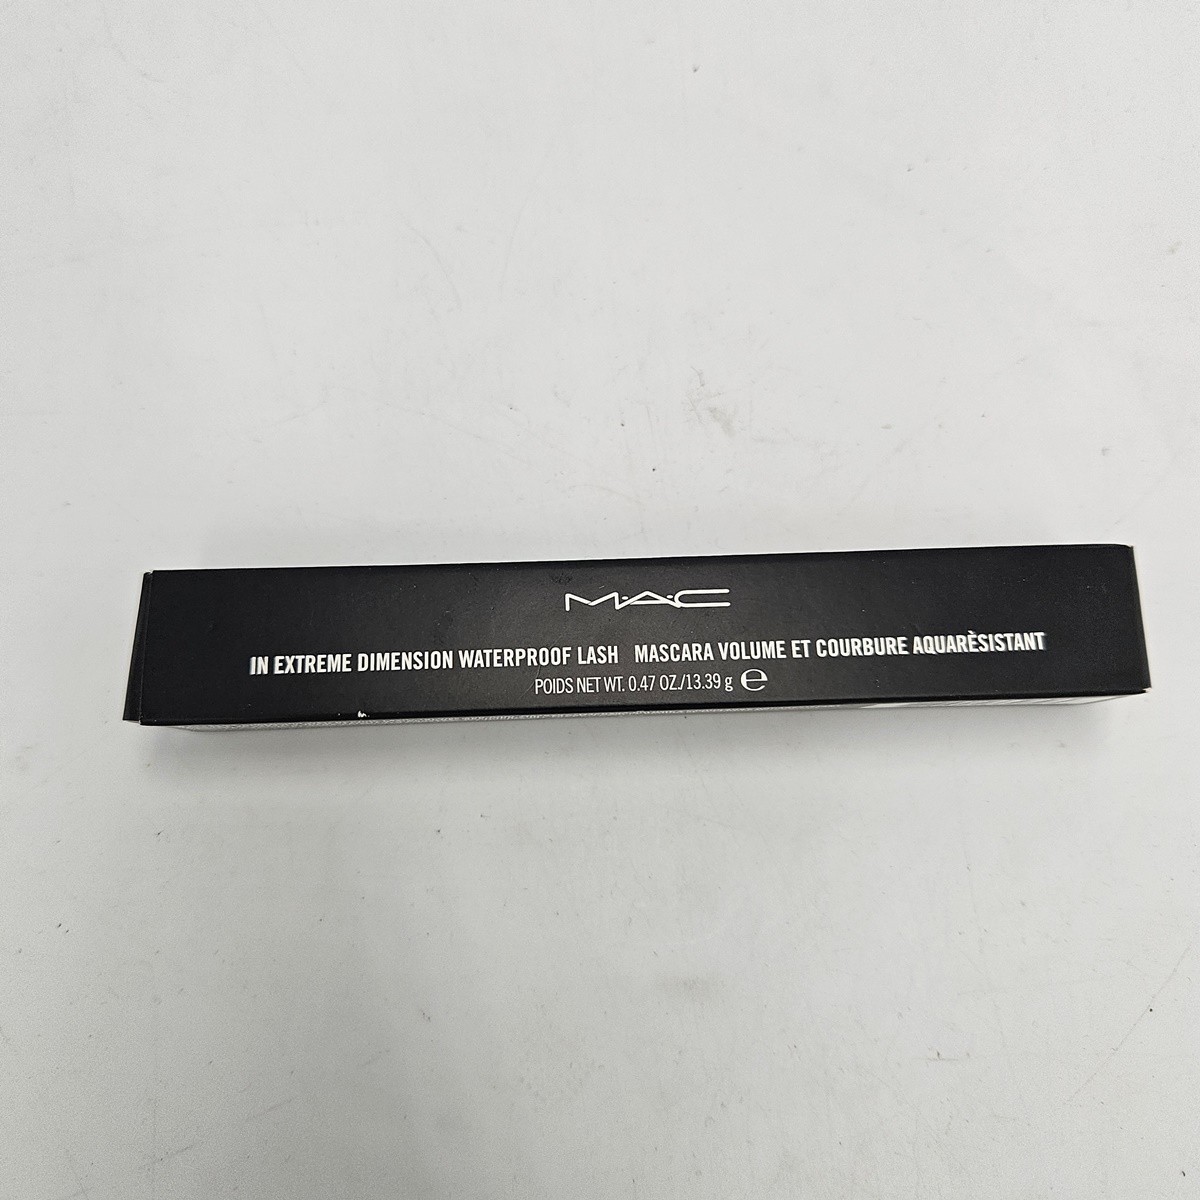 M·A·C
IN EXTREME DIMENSION WATERPROOF LASH MASCARA VOLUME ET COURBURE AQUARÈSISTANT
POIDS NET WT. 0.47 OZ./13.39 g ℮